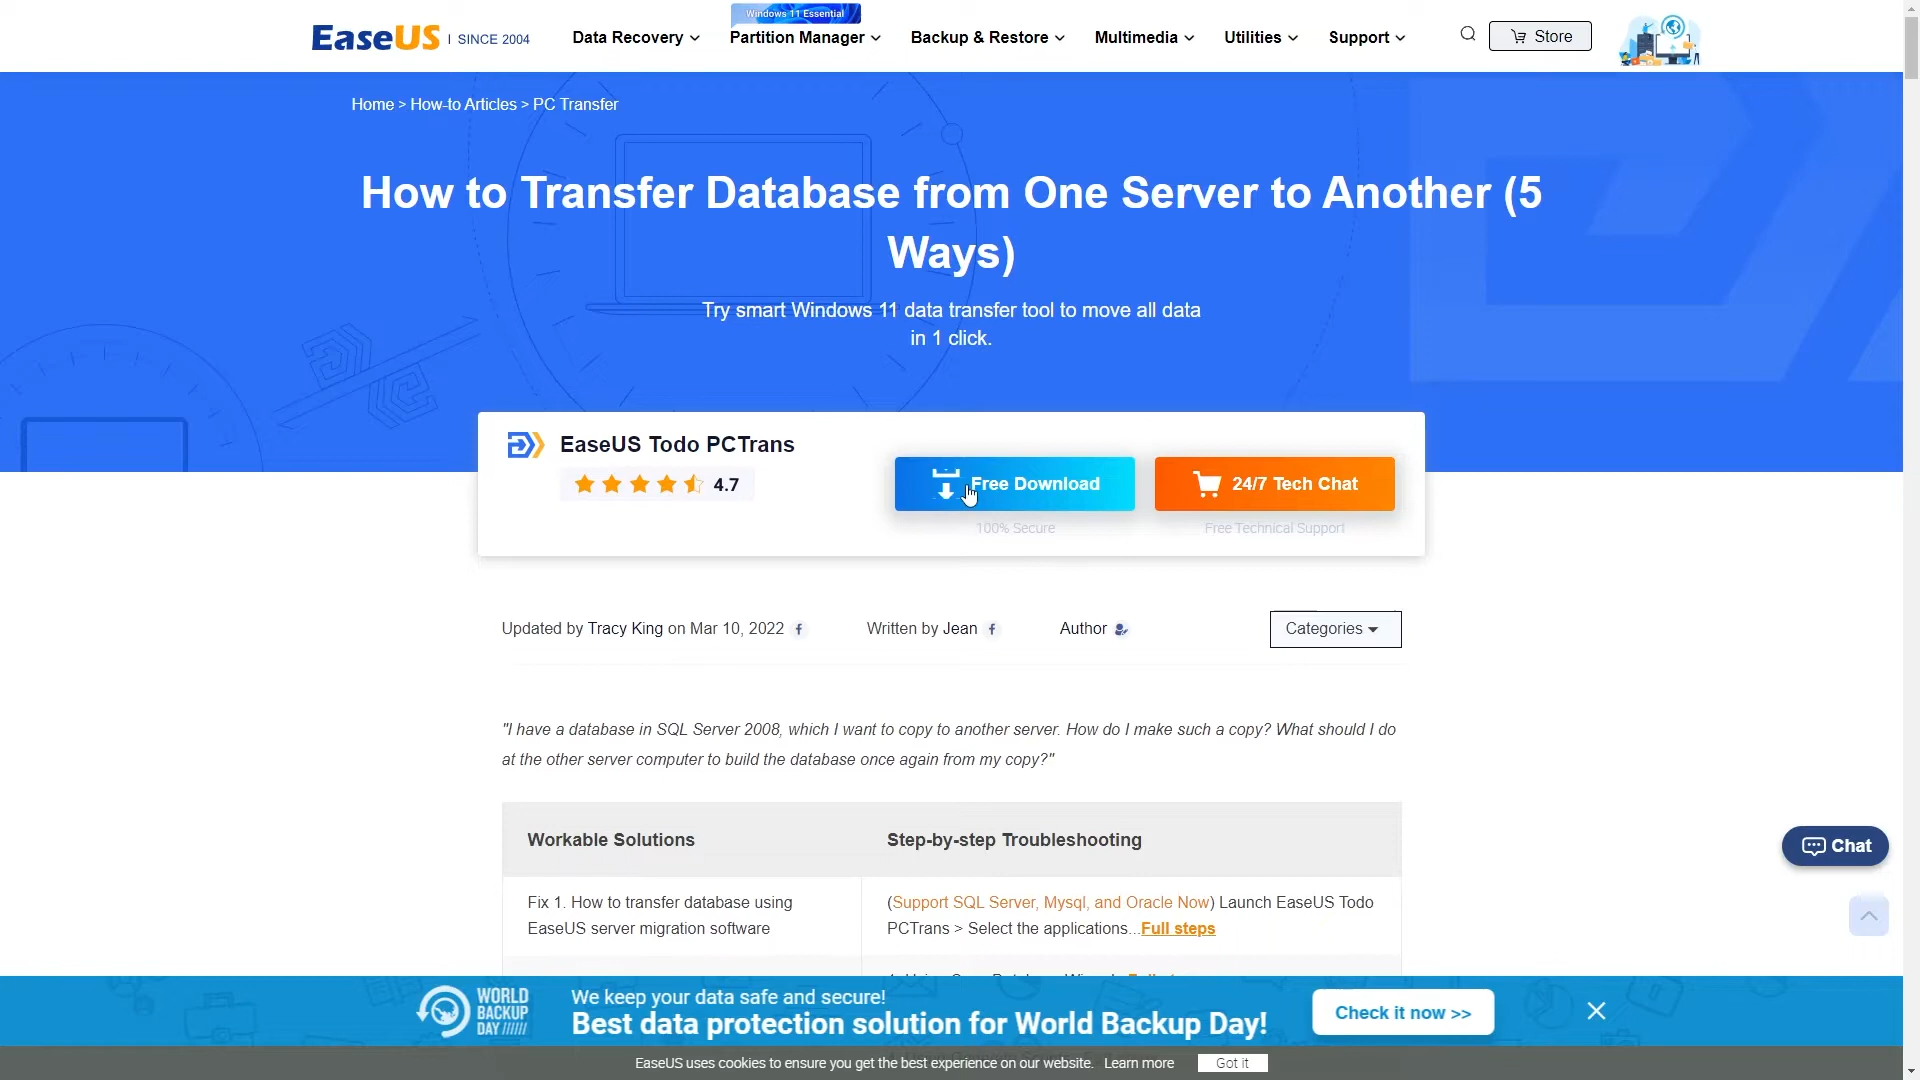 Windows 11 Essential
EaseUS | SINCE 2004
Data Recovery
Partition Manager
Backup & Restore
Multimedia
Utilities
Support
Store
Home > How-to Articles > PC Transfer
How to Transfer Database from One Server to Another (5
Ways)
Try smart Windows 11 data transfer tool to move all data
in 1 click.
EaseUS Todo PCTrans
4.7
Free Download
100% Secure
24/7 Tech Chat
Free Technical Support
Updated by Tracy King on Mar 10, 2022
Written by Jean
Author
Categories
"I have a database in SQL Server 2008, which I want to copy to another server. How do I make such a copy? What should I do
at the other server computer to build the database once again from my copy?"
Workable Solutions
Step-by-step Troubleshooting
Fix 1. How to transfer database using
EaseUS server migration software
(Support SQL Server, Mysql, and Oracle Now) Launch EaseUS Todo
PCTrans > Select the applications...Full steps
Chat
WORLD
BACKUP
DAY
We keep your data safe and secure!
Best data protection solution for World Backup Day!
Check it now >>
EaseUS uses cookies to ensure you get the best experience on our website. Learn more
Got it